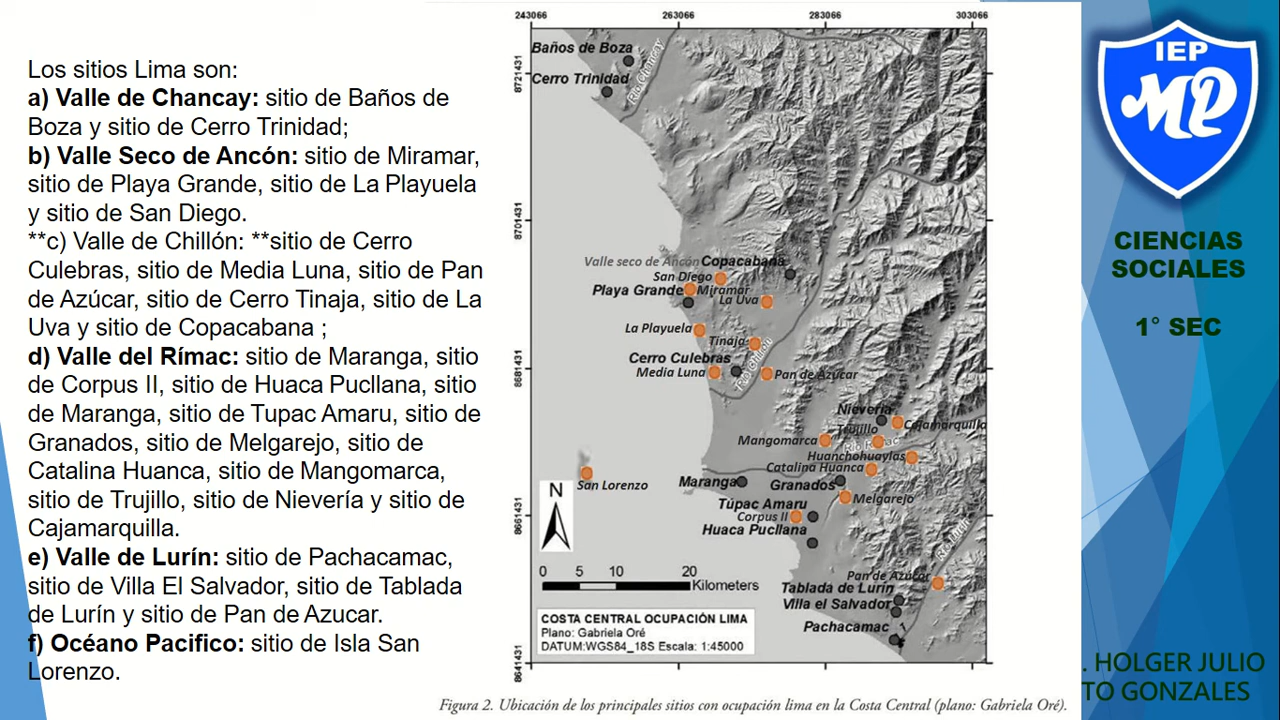 Los sitios Lima son:
a) Valle de Chancay: sitio de Baños de
Boza y sitio de Cerro Trinidad;
b) Valle Seco de Ancón: sitio de Miramar,
sitio de Playa Grande, sitio de La Playuela
y sitio de San Diego.
**c) Valle de Chillón: **sitio de Cerro
Culebras, sitio de Media Luna, sitio de Pan
de Azúcar, sitio de Cerro Tinaja, sitio de La
Uva y sitio de Copacabana ;
d) Valle del Rímac: sitio de Maranga, sitio
de Corpus II, sitio de Huaca Pucllana, sitio
de Maranga, sitio de Tupac Amaru, sitio de
Granados, sitio de Melgarejo, sitio de
Catalina Huanca, sitio de Mangomarca,
sitio de Trujillo, sitio de Nievería y sitio de
Cajamarquilla.
e) Valle de Lurín: sitio de Pachacamac,
sitio de Villa El Salvador, sitio de Tablada
de Lurín y sitio de Pan de Azucar.
f) Océano Pacifico: sitio de Isla San
Lorenzo.
243066 263066 283066 303066
8721431
8701431
8681431
8661431
8641431
Baños de Boza
Cerro Trinidad
Río Chancay
Valle seco de Ancón
Copacabana
San Diego
Playa Grande
Miramar
La Uva
La Playuela
Tinaja
Río Chillón
Cerro Culebras
Media Luna
Pan de Azúcar
Nievería
Cajamarquilla
Trujillo
Mangomarca
Huanchohuaylas
Catalina Huanca
San Lorenzo
Maranga
Granados
Melgarejo
Túpac Amaru
Corpus II
Huaca Pucllana
Pan de Azúcar
Tablada de Lurín
Villa el Salvador
Pachacamac
N
0 5 10 20
Kilometers
COSTA CENTRAL OCUPACIÓN LIMA
Plano: Gabriela Oré
DATUM:WGS84_18S Escala: 1:45000
Figura 2. Ubicación de los principales sitios con ocupación lima en la Costa Central (plano: Gabriela Oré).
IEP
MP
CIENCIAS
SOCIALES
1° SEC
. HOLGER JULIO
TO GONZALES